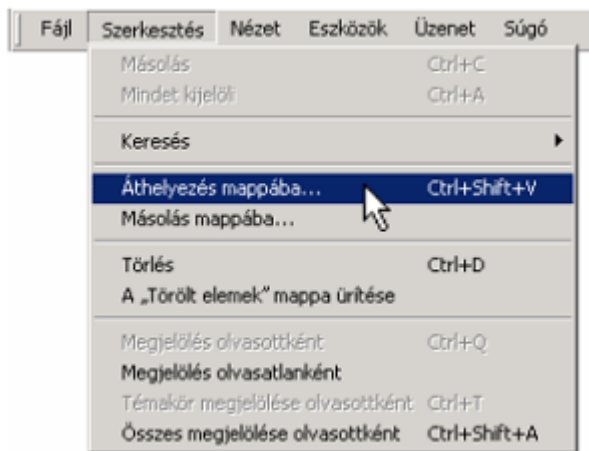 Fájl Szerkesztés Nézet Eszközök Üzenet Súgó
Másolás Ctrl+C
Mindet kijelöli Ctrl+A
Keresés
Áthelyezés mappába... Ctrl+Shift+V
Másolás mappába...
Törlés Ctrl+D
A „Törölt elemek” mappa ürítése
Megjelölés olvasottként Ctrl+Q
Megjelölés olvasatlanként
Témakör megjelölése olvasottként Ctrl+T
Összes megjelölése olvasottként Ctrl+Shift+A